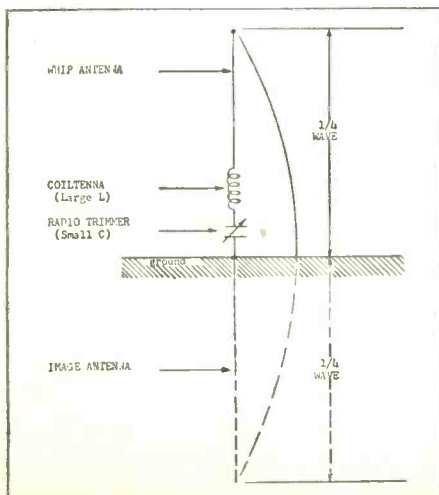 WHIP ANTENNA
1/4
WAVE
COILTENNA
(Large L)
RADIO TRIMMER
(Small C)
ground
IMAGE ANTENNA
1/4
WAVE